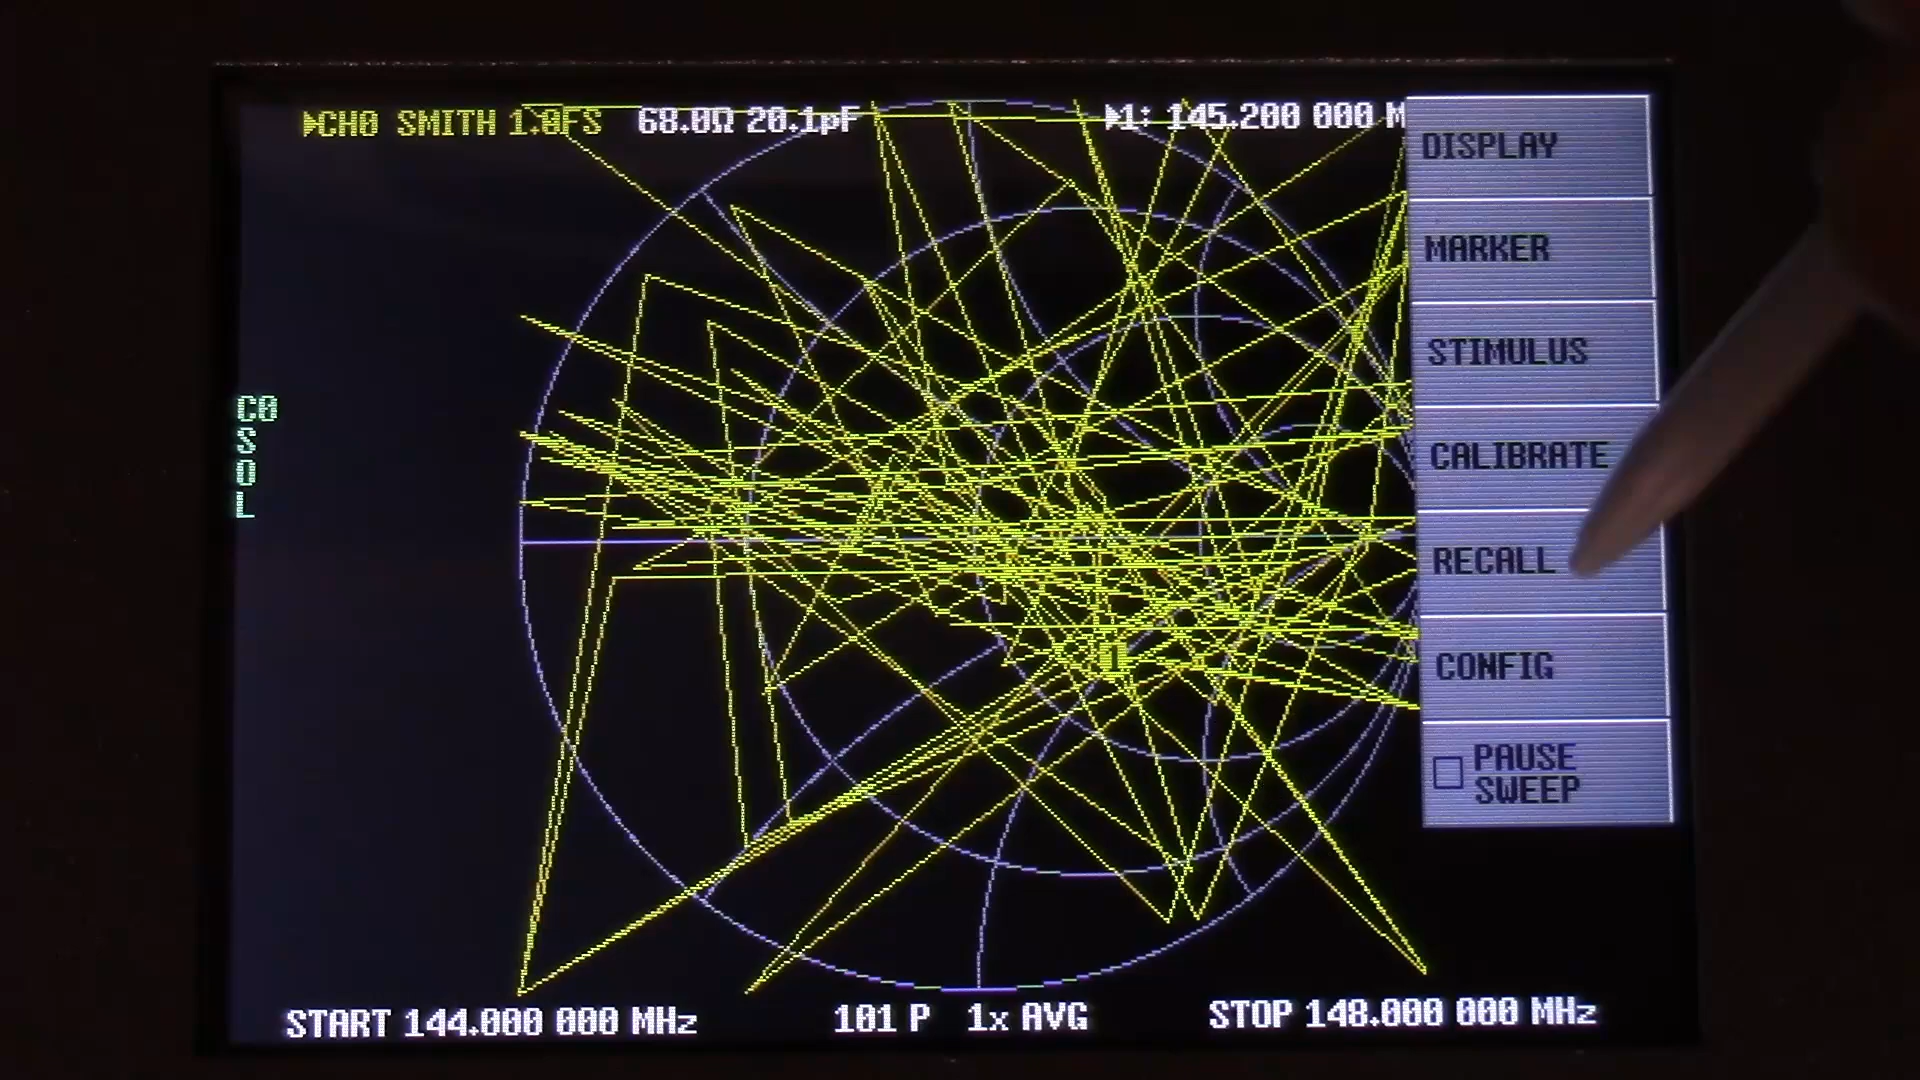 ▶CH0 SMITH 1.0FS 68.0Ω 20.1pF ▶1: 145.200 000 M
DISPLAY
MARKER
STIMULUS
CALIBRATE
RECALL
CONFIG
PAUSE
SWEEP
C0
S
O
L
1
START 144.000 000 MHz 101 P 1x AVG STOP 148.000 000 MHz